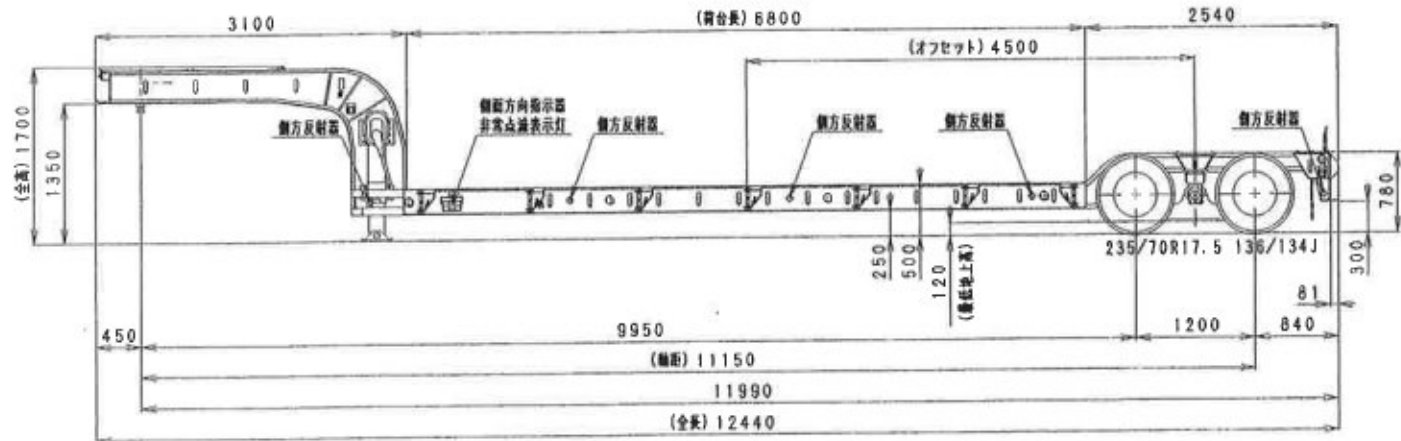 3100
(荷台長) 6800
2540
(オフセット) 4500
(全高) 1700
1350
側方反射器
側面方向指示器
非常点滅表示灯
側方反射器
側方反射器
側方反射器
側方反射器
780
300
250
500
120
(最低地上高)
235/70R17.5 136/134J
81
450
9950
1200
840
(軸距) 11150
11990
(全長) 12440